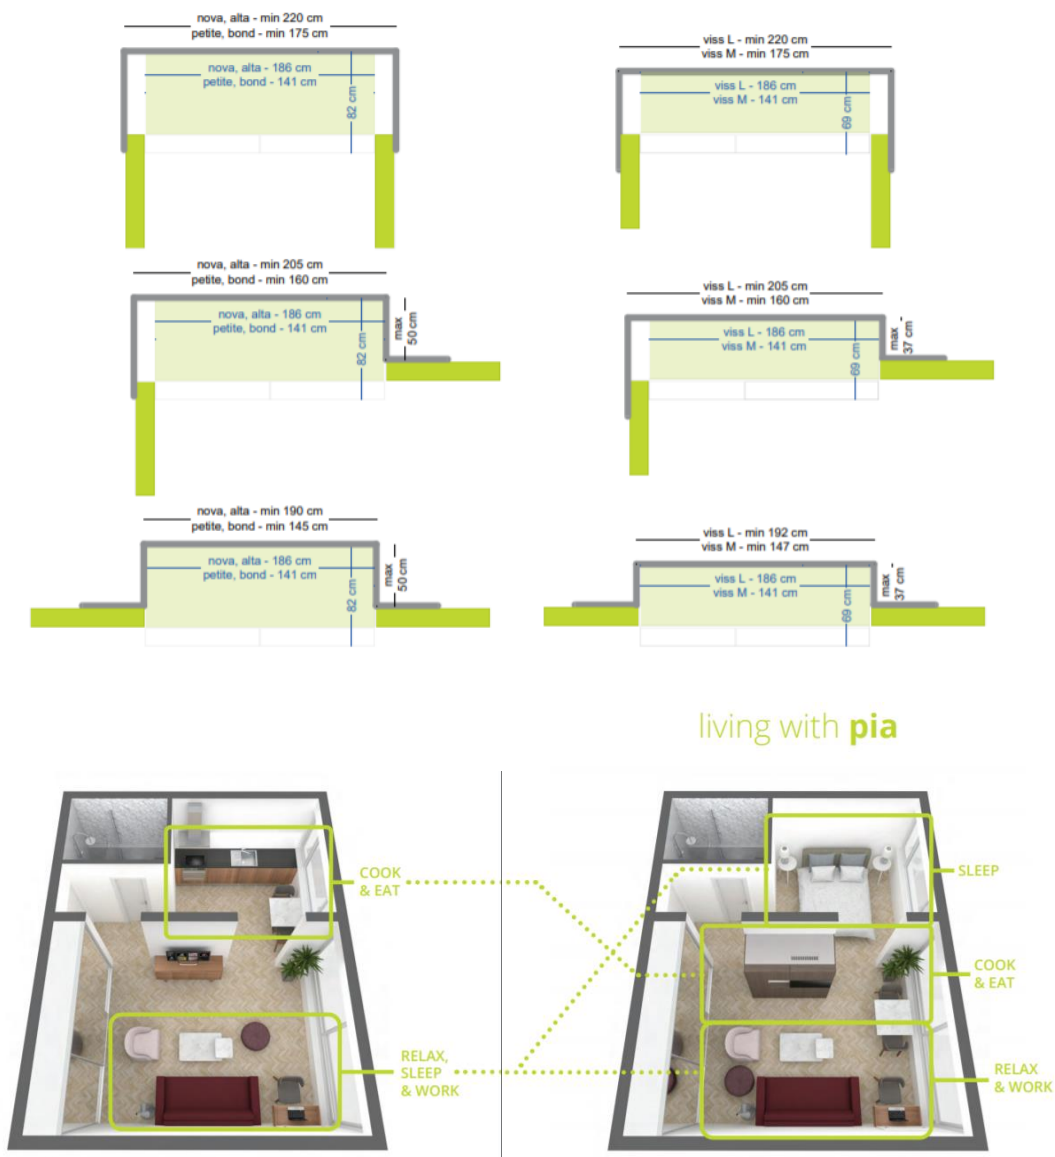 nova, alta - min 220 cm
petite, bond - min 175 cm
nova, alta - 186 cm
petite, bond - 141 cm
82 cm
viss L - min 220 cm
viss M - min 175 cm
viss L - 186 cm
viss M - 141 cm
69 cm
nova, alta - min 205 cm
petite, bond - min 160 cm
nova, alta - 186 cm
petite, bond - 141 cm
82 cm
max
50 cm
viss L - min 205 cm
viss M - min 160 cm
viss L - 186 cm
viss M - 141 cm
69 cm
max
37 cm
nova, alta - min 190 cm
petite, bond - min 145 cm
nova, alta - 186 cm
petite, bond - 141 cm
82 cm
max
50 cm
viss L - min 192 cm
viss M - min 147 cm
viss L - 186 cm
viss M - 141 cm
69 cm
max
37 cm
living with pia
COOK
& EAT
RELAX,
SLEEP
& WORK
SLEEP
COOK
& EAT
RELAX
& WORK